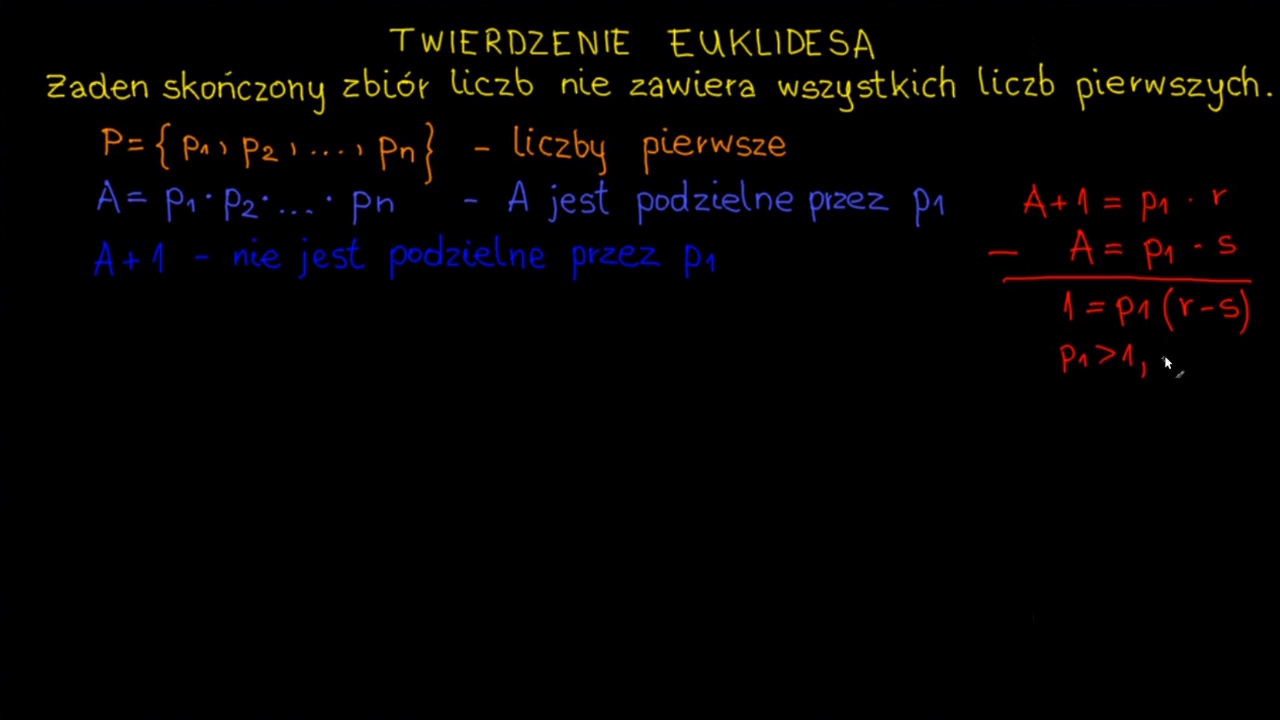 TWIERDZENIE EUKLIDESA
Żaden skończony zbiór liczb nie zawiera wszystkich liczb pierwszych.
P = { p₁, p₂, ..., pₙ } - liczby pierwsze
A = p₁ · p₂ · ... · pₙ - A jest podzielne przez p₁
A + 1 - nie jest podzielne przez p₁
A + 1 = p₁ · r
— A = p₁ · s
1 = p₁ (r - s)
p₁ > 1,